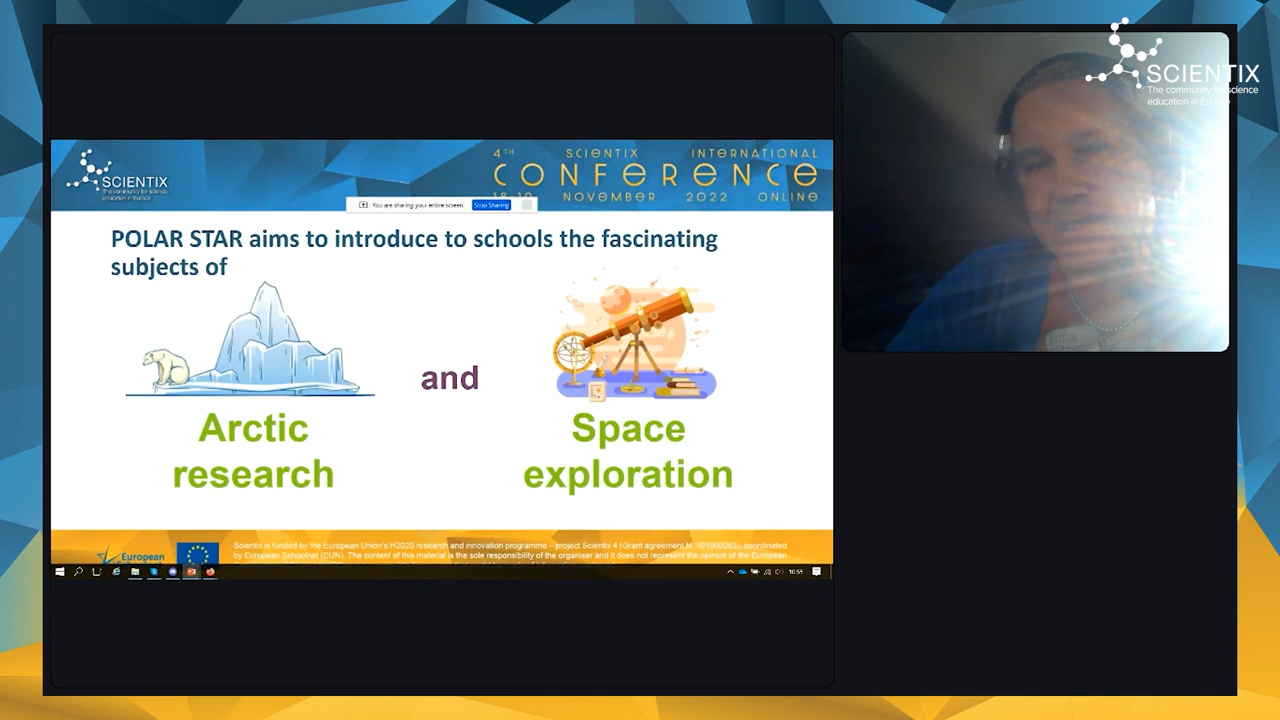 SCIENTIX
The community for science
education in Europe
4TH SCIENTIX INTERNATIONAL
CONFERENCE
NOVEMBER 2022 ONLINE
You are sharing your entire screen.
Stop Sharing
POLAR STAR aims to introduce to schools the fascinating
subjects of
and
Arctic
research
Space
exploration
European
Scientix is funded by the European Union's H2020 research and innovation programme – project Scientix 4 (Grant agreement N. 101000063), coordinated
by European Schoolnet (EUN). The content of this material is the sole responsibility of the organiser and it does not represent the opinion of the European
10:55
SCIENTIX
The community for science
education in Europe